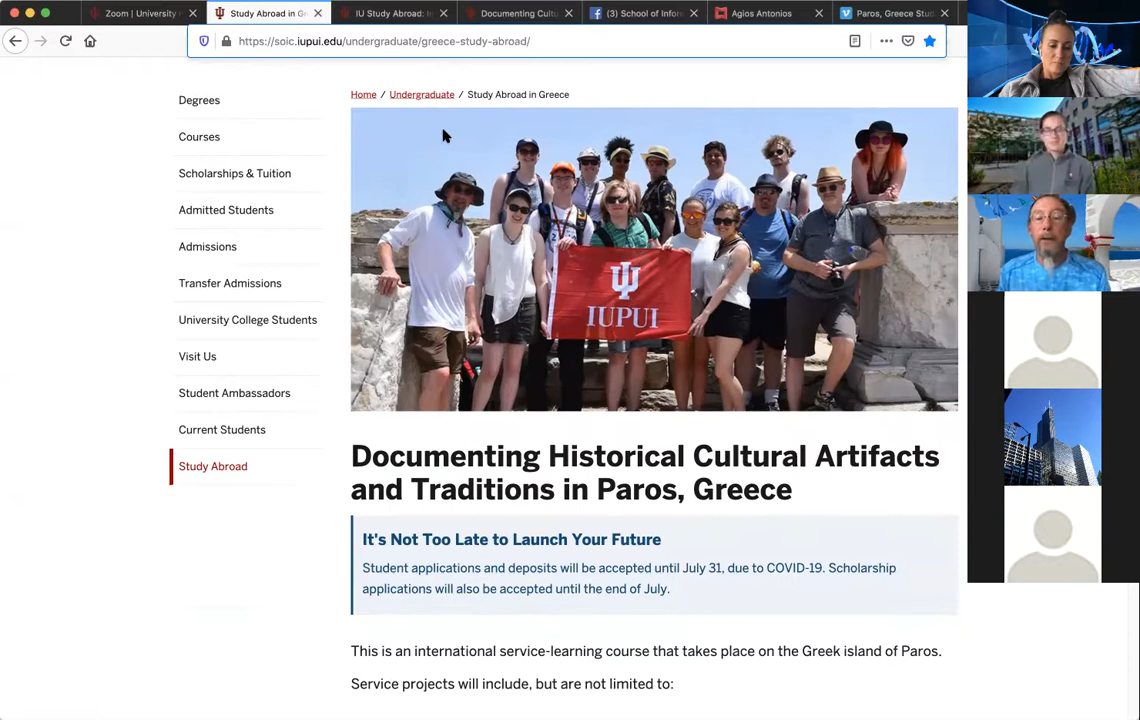 Zoom | University
Study Abroad in Gr
IU Study Abroad: I
Documenting Cultu
(3) School of Inform
Agios Antonios
Paros, Greece Stud
https://soic.iupui.edu/undergraduate/greece-study-abroad/
Degrees
Courses
Scholarships & Tuition
Admitted Students
Admissions
Transfer Admissions
University College Students
Visit Us
Student Ambassadors
Current Students
Study Abroad
Home / Undergraduate / Study Abroad in Greece
IUPUI
Documenting Historical Cultural Artifacts
and Traditions in Paros, Greece
It's Not Too Late to Launch Your Future
Student applications and deposits will be accepted until July 31, due to COVID-19. Scholarship
applications will also be accepted until the end of July.
This is an international service-learning course that takes place on the Greek island of Paros.
Service projects will include, but are not limited to: